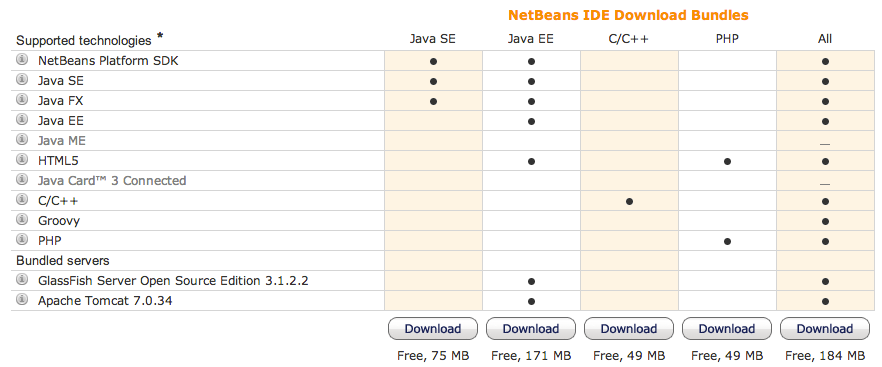 NetBeans IDE Download Bundles
Supported technologies * Java SE Java EE C/C++ PHP All
NetBeans Platform SDK • • •
Java SE • • •
Java FX • • •
Java EE • •
Java ME —
HTML5 • • •
Java Card™ 3 Connected —
C/C++ • •
Groovy •
PHP • •
Bundled servers
GlassFish Server Open Source Edition 3.1.2.2 • •
Apache Tomcat 7.0.34 • •
Download Download Download Download Download
Free, 75 MB Free, 171 MB Free, 49 MB Free, 49 MB Free, 184 MB